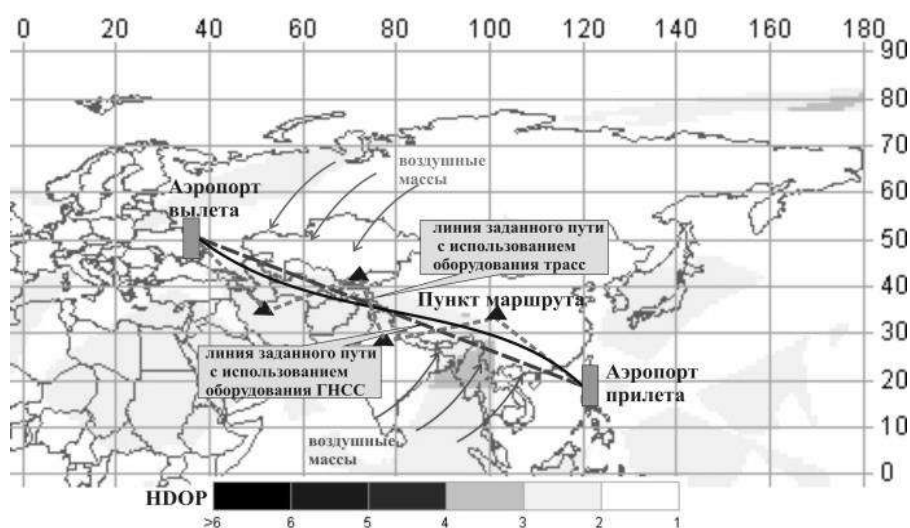 0 20 40 60 80 100 120 140 160 180
90
80
70
60
50
40
30
20
10
0
воздушные
массы
Аэропорт
вылета
линия заданного пути
с использованием
оборудования трасс
Пункт маршрута
линия заданного пути
с использованием
оборудования ГНСС
Аэропорт
прилета
воздушные
массы
HDOP
>6 6 5 4 3 2 1